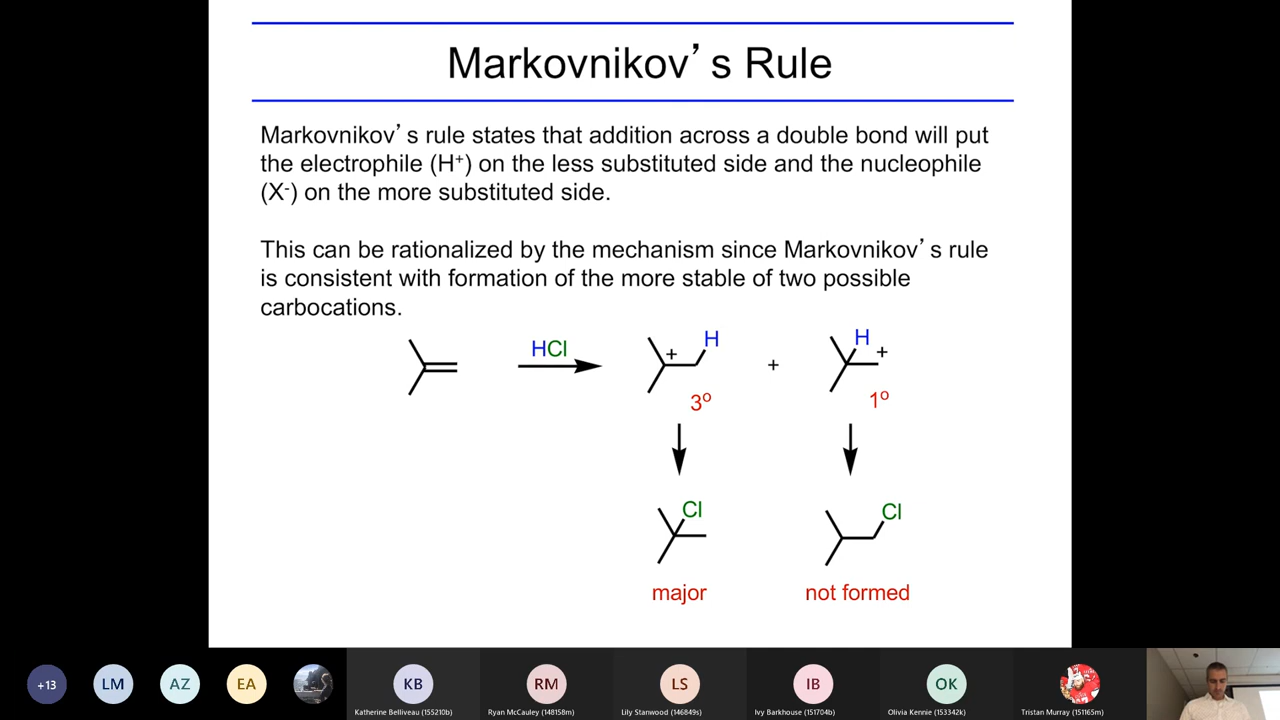 Markovnikov’s Rule
Markovnikov’s rule states that addition across a double bond will put
the electrophile (H⁺) on the less substituted side and the nucleophile
(X⁻) on the more substituted side.
This can be rationalized by the mechanism since Markovnikov’s rule
is consistent with formation of the more stable of two possible
carbocations.
HCl
+
H
3º
+
H
+
1º
Cl
major
Cl
not formed
+13
LM
AZ
EA
KB
RM
LS
IB
OK
Katherine Belliveau (155210b)
Ryan McCauley (148158m)
Lily Stanwood (146849s)
Ivy Barkhouse (151704b)
Olivia Kennie (153342k)
Tristan Murray (151165m)